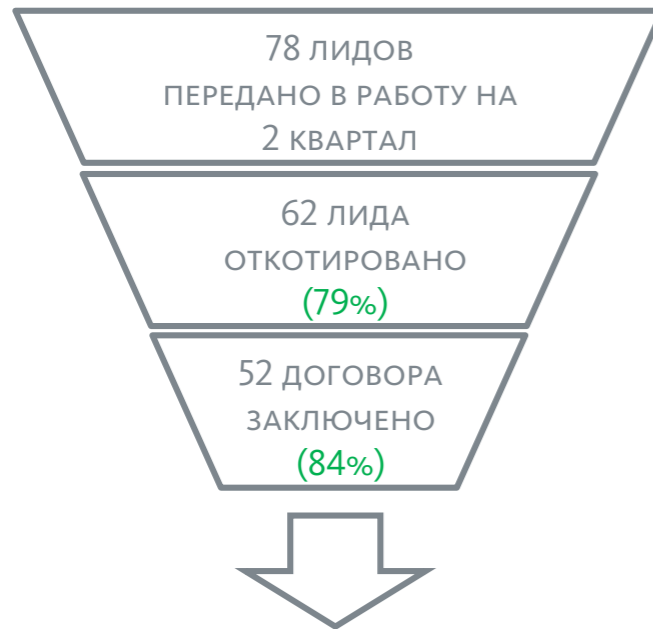 78 ЛИДОВ
ПЕРЕДАНО В РАБОТУ НА
2 КВАРТАЛ
62 ЛИДА
ОТКОТИРОВАНО
(79%)
52 ДОГОВОРА
ЗАКЛЮЧЕНО
(84%)